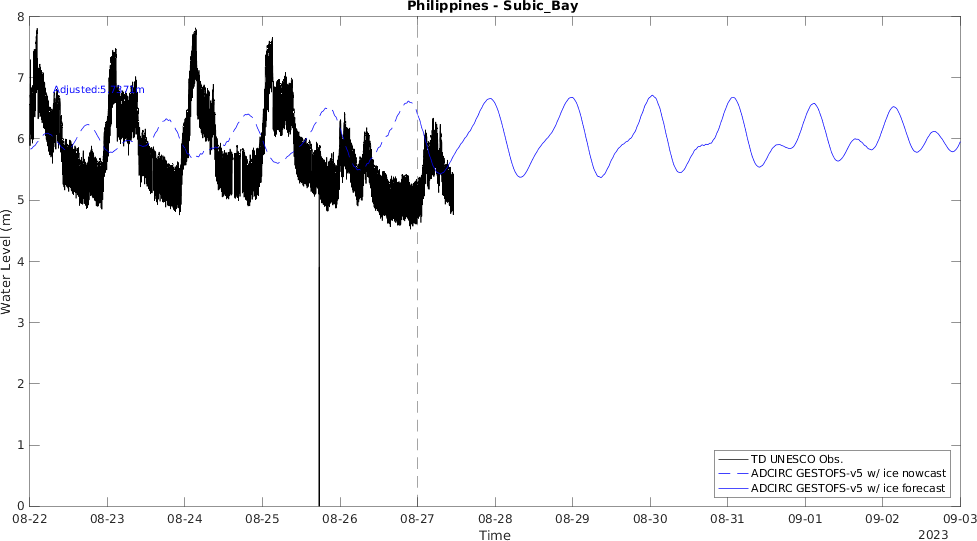 Philippines - Subic_Bay
8
7
6
5
4
3
2
1
0
Water Level (m)
TD UNESCO Obs.
ADCIRC GESTOFS-v5 w/ ice nowcast
ADCIRC GESTOFS-v5 w/ ice forecast
08-22 08-23 08-24 08-25 08-26 08-27 08-28 08-29 08-30 08-31 09-01 09-02 09-03
Time
2023